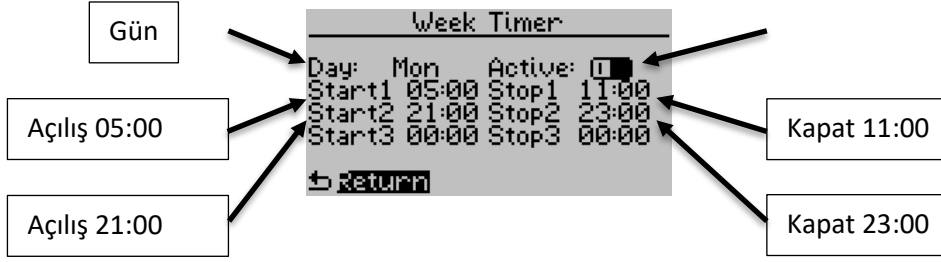 Week Timer
Gün
Day: Mon Active:
Start1 05:00 Stop1 11:00
Start2 21:00 Stop2 23:00
Start3 00:00 Stop3 00:00
Açılış 05:00
Kapat 11:00
Return
Açılış 21:00
Kapat 23:00